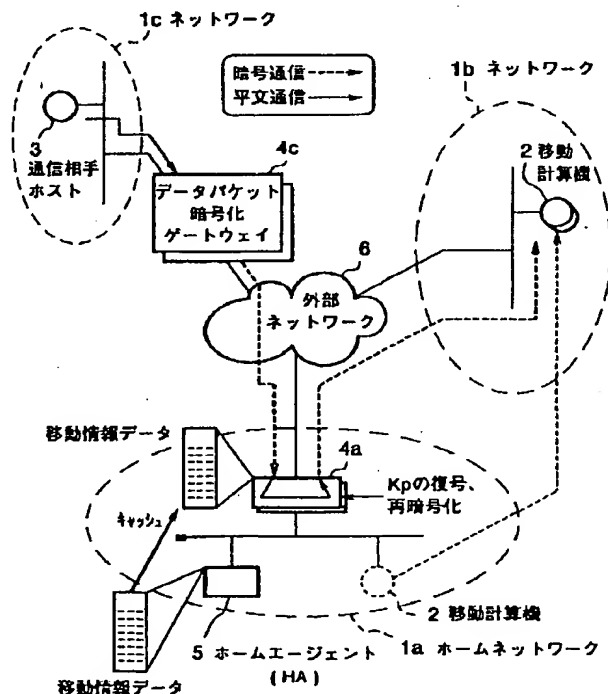 1c ネットワーク
暗号通信
平文通信
1b ネットワーク
3
通信相手
ホスト
4c
データパケット
暗号化
ゲートウェイ
2 移動
計算機
6
外部
ネットワーク
移動情報データ
4a
Kpの復号、
再暗号化
キャッシュ
2 移動計算機
5 ホームエージェント
(HA)
1a ホームネットワーク
移動情報データ